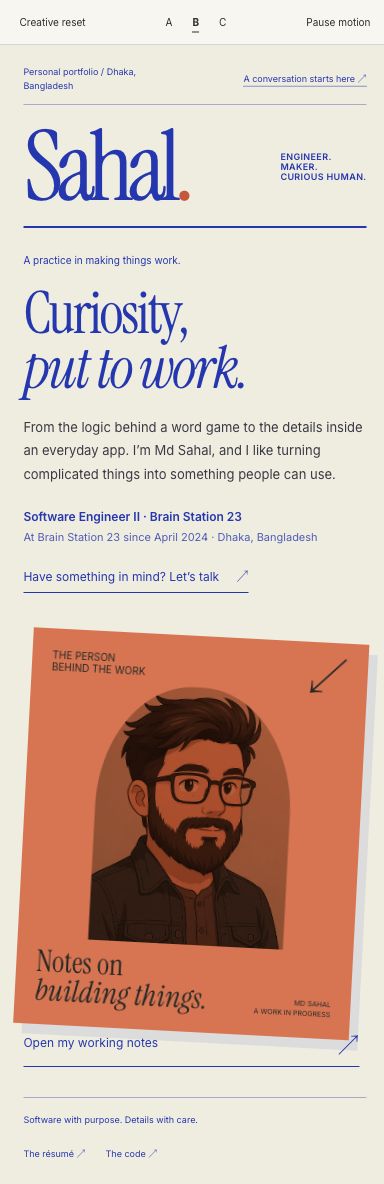 Creative reset
A B C
Pause motion
Personal portfolio / Dhaka,
Bangladesh
A conversation starts here ↗
Sahal.
ENGINEER.
MAKER.
CURIOUS HUMAN.
A practice in making things work.
Curiosity,
put to work.
From the logic behind a word game to the details inside
an everyday app. I’m Md Sahal, and I like turning
complicated things into something people can use.
Software Engineer II · Brain Station 23
At Brain Station 23 since April 2024 · Dhaka, Bangladesh
Have something in mind? Let’s talk ↗
THE PERSON
BEHIND THE WORK
Notes on
building things.
MD SAHAL
A WORK IN PROGRESS
Open my working notes ↗
Software with purpose. Details with care.
The résumé ↗ The code ↗